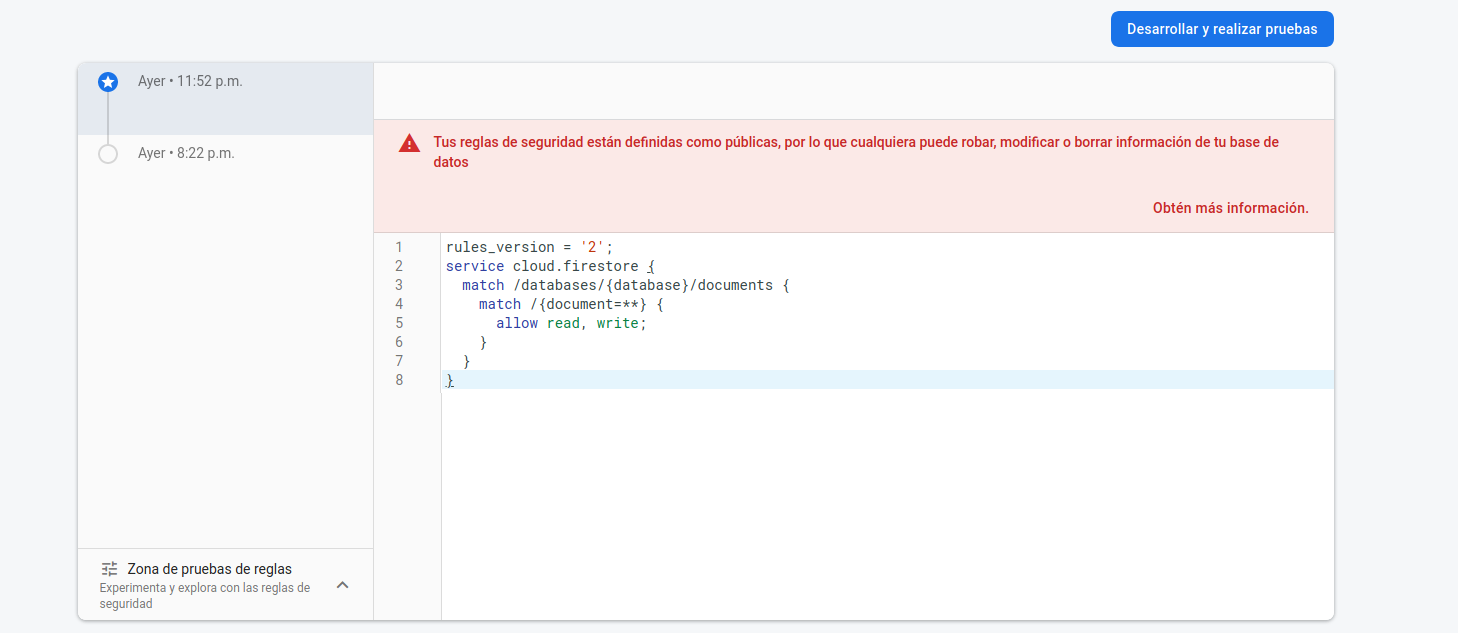 Desarrollar y realizar pruebas
Ayer • 11:52 p.m.
Ayer • 8:22 p.m.
Tus reglas de seguridad están definidas como públicas, por lo que cualquiera puede robar, modificar o borrar información de tu base de
datos
Obtén más información.
1 rules_version = '2';
2 service cloud.firestore {
3   match /databases/{database}/documents {
4     match /{document=**} {
5       allow read, write;
6     }
7   }
8 }
Zona de pruebas de reglas
Experimenta y explora con las reglas de
seguridad